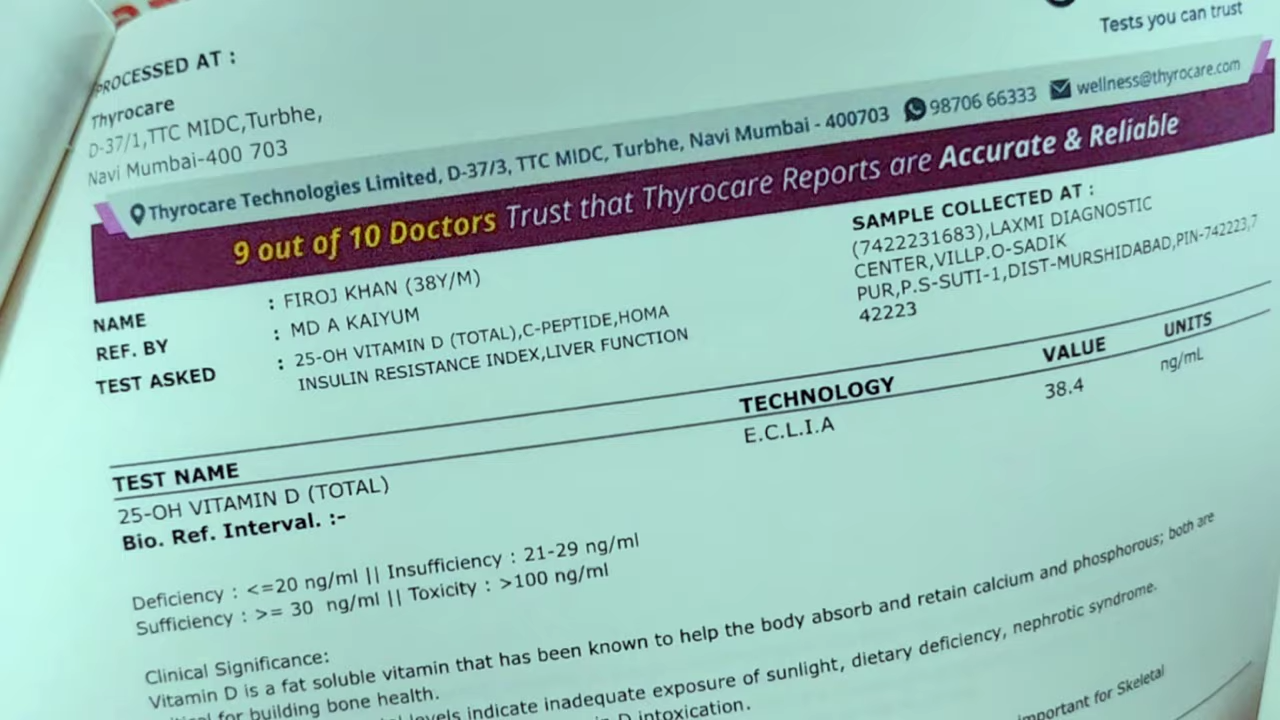 Tests you can trust
PROCESSED AT :
Thyrocare
D-37/1,TTC MIDC,Turbhe,
Navi Mumbai-400 703
Thyrocare Technologies Limited, D-37/3, TTC MIDC, Turbhe, Navi Mumbai - 400703 98706 66333 wellness@thyrocare.com
9 out of 10 Doctors Trust that Thyrocare Reports are Accurate & Reliable
NAME : FIROJ KHAN (38Y/M)
REF. BY : MD A KAIYUM
TEST ASKED : 25-OH VITAMIN D (TOTAL),C-PEPTIDE,HOMA
INSULIN RESISTANCE INDEX,LIVER FUNCTION
SAMPLE COLLECTED AT :
(7422231683),LAXMI DIAGNOSTIC
CENTER,VILLP.O-SADIK
PUR,P.S-SUTI-1,DIST-MURSHIDABAD,PIN-742223,7
42223
TEST NAME TECHNOLOGY VALUE UNITS
25-OH VITAMIN D (TOTAL) E.C.L.I.A 38.4 ng/mL
Bio. Ref. Interval. :-
Deficiency : <=20 ng/ml || Insufficiency : 21-29 ng/ml
Sufficiency : >= 30 ng/ml || Toxicity : >100 ng/ml
Clinical Significance:
Vitamin D is a fat soluble vitamin that has been known to help the body absorb and retain calcium and phosphorous; both are
for building bone health.
levels indicate inadequate exposure of sunlight, dietary deficiency, nephrotic syndrome.
D intoxication.
important for Skeletal